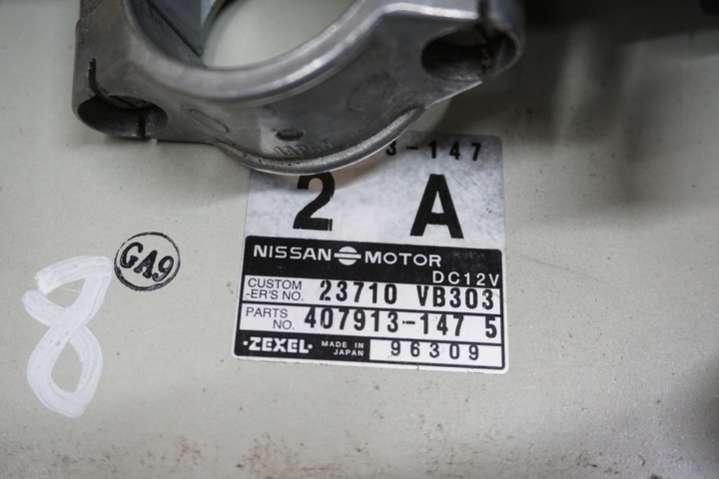 JAPAN
3-147
2 A
GA9
8
NISSAN MOTOR
DC12V
CUSTOM
-ER'S NO. 23710 VB303
PARTS
NO. 407913-147 5
·ZEXEL· MADE IN
JAPAN 96309